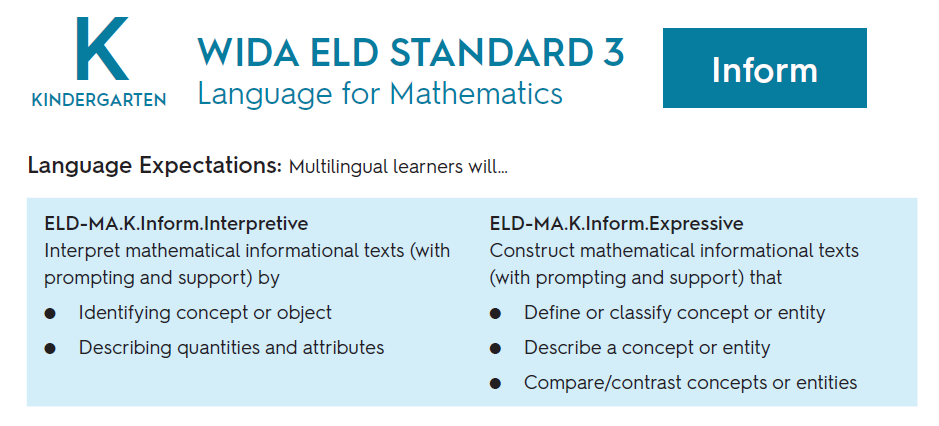 K
KINDERGARTEN
WIDA ELD STANDARD 3
Language for Mathematics
Inform
Language Expectations: Multilingual learners will...
ELD-MA.K.Inform.Interpretive
Interpret mathematical informational texts (with
prompting and support) by
● Identifying concept or object
● Describing quantities and attributes
ELD-MA.K.Inform.Expressive
Construct mathematical informational texts
(with prompting and support) that
● Define or classify concept or entity
● Describe a concept or entity
● Compare/contrast concepts or entities